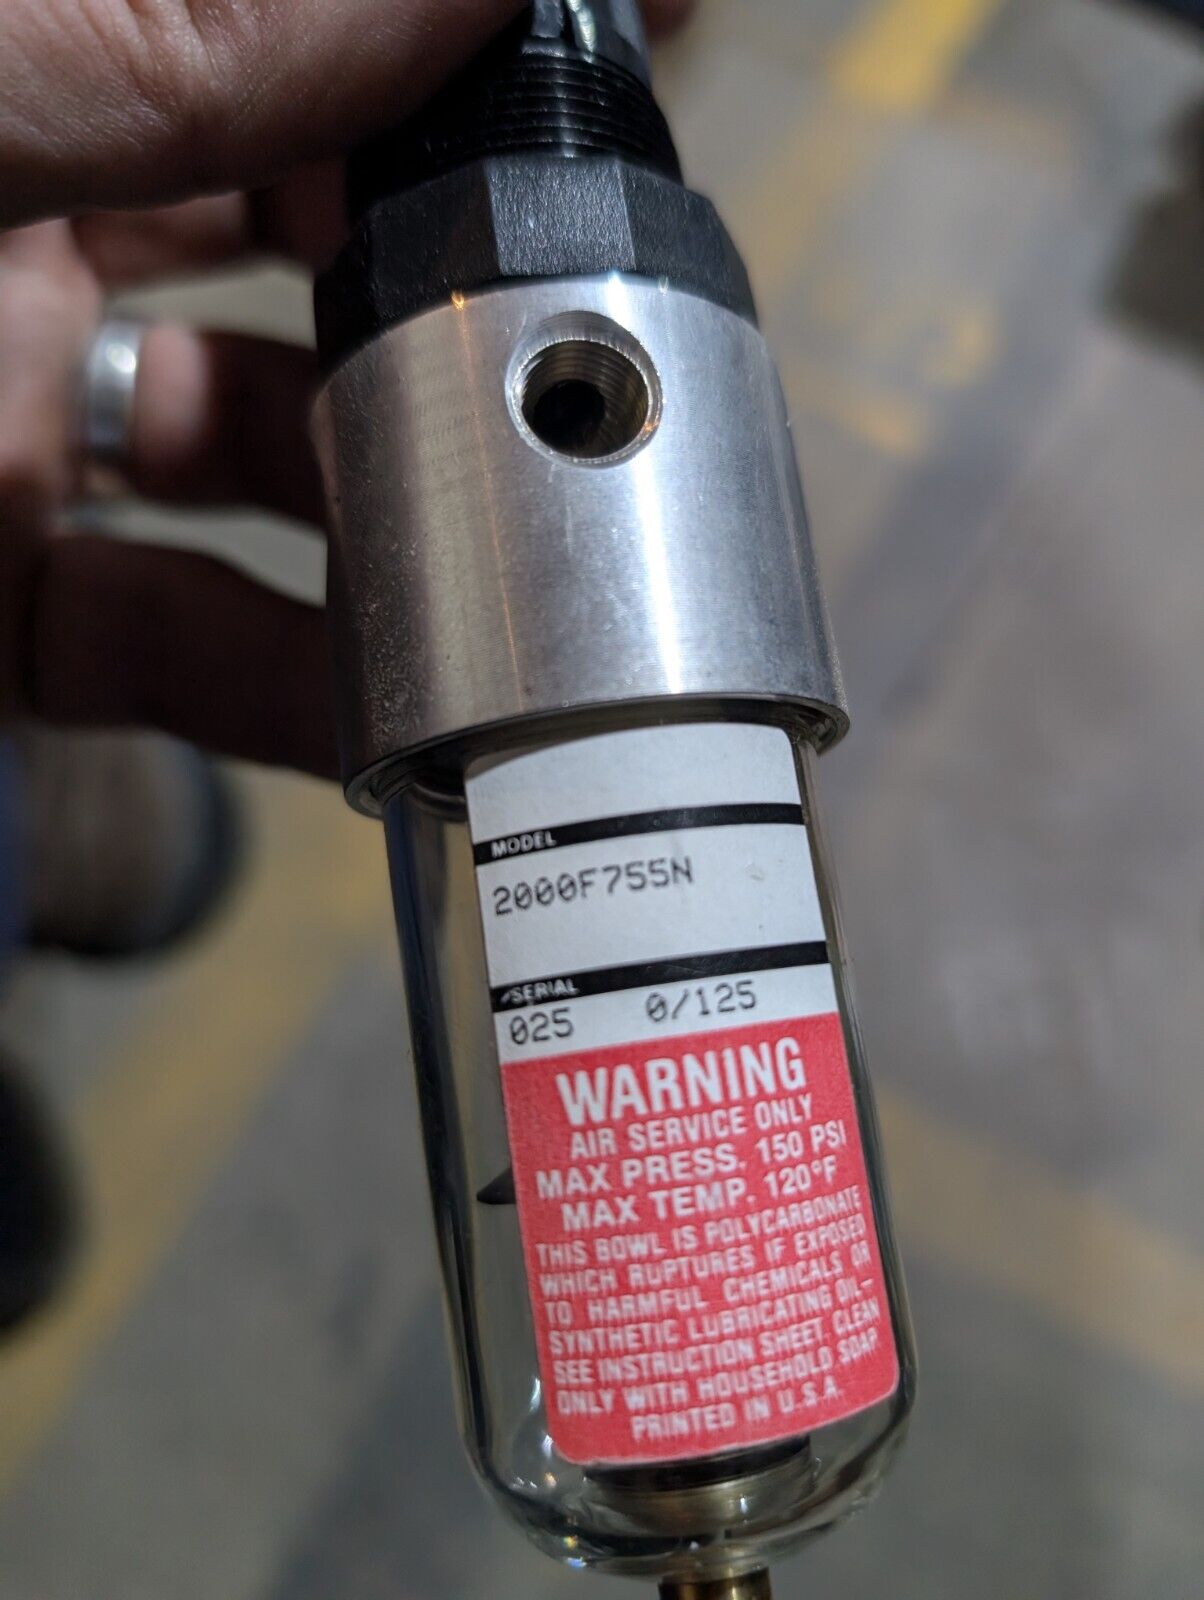 MODEL
2000F755N
SERIAL
025 0/125
WARNING
AIR SERVICE ONLY
MAX PRESS. 150 PSI
MAX TEMP. 120°F
THIS BOWL IS POLYCARBONATE
WHICH RUPTURES IF EXPOSED
TO HARMFUL CHEMICALS OR
SYNTHETIC LUBRICATING OIL-
SEE INSTRUCTION SHEET. CLEAN
ONLY WITH HOUSEHOLD SOAP.
PRINTED IN U.S.A.